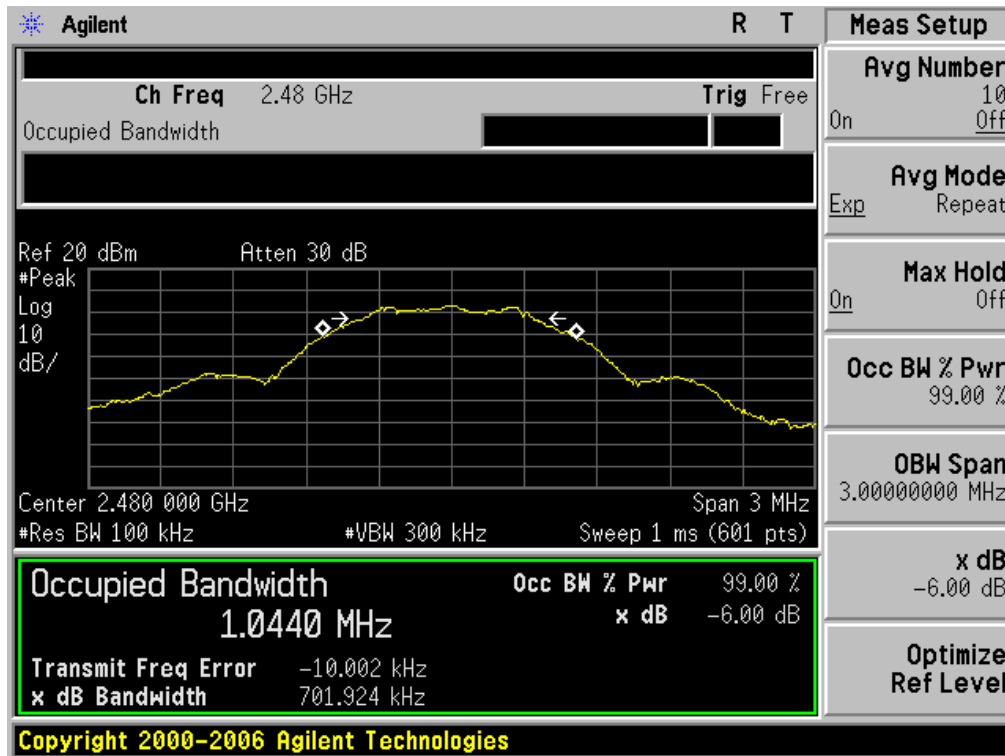 Agilent R T
Ch Freq 2.48 GHz Trig Free
Occupied Bandwidth
Ref 20 dBm Atten 30 dB
#Peak
Log
10
dB/
Center 2.480 000 GHz Span 3 MHz
#Res BW 100 kHz #VBW 300 kHz Sweep 1 ms (601 pts)
Occupied Bandwidth Occ BW % Pwr 99.00 %
1.0440 MHz x dB -6.00 dB
Transmit Freq Error -10.002 kHz
x dB Bandwidth 701.924 kHz
Copyright 2000-2006 Agilent Technologies
Meas Setup
Avg Number
10
On Off
Avg Mode
Exp Repeat
Max Hold
On Off
Occ BW % Pwr
99.00 %
OBW Span
3.00000000 MHz
x dB
-6.00 dB
Optimize
Ref Level